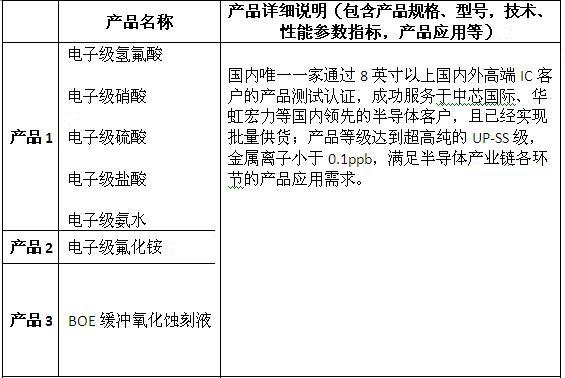 产品名称
产品详细说明（包含产品规格、型号，技术、
性能参数指标，产品应用等）
产品1
电子级氢氟酸
电子级硝酸
电子级硫酸
电子级盐酸
电子级氨水
国内唯一一家通过 8 英寸以上国内外高端 IC 客
户的产品测试认证，成功服务于中芯国际、华
虹宏力等国内领先的半导体客户，且已经实现
批量供货；产品等级达到超高纯的 UP-SS 级，
金属离子小于 0.1ppb，满足半导体产业链各环
节的产品应用需求。
产品2
电子级氟化铵
产品3
BOE 缓冲氧化蚀刻液